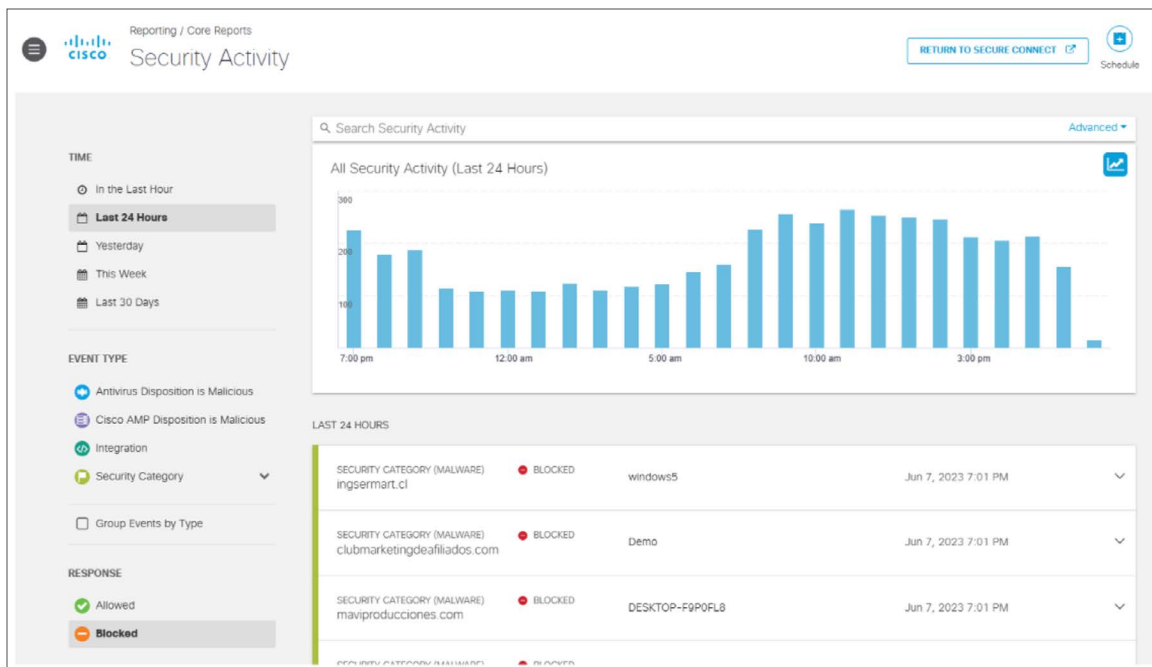 Reporting / Core Reports
CISCO
Security Activity
RETURN TO SECURE CONNECT
Schedule
Search Security Activity
Advanced
TIME
In the Last Hour
Last 24 Hours
Yesterday
This Week
Last 30 Days
EVENT TYPE
Antivirus Disposition is Malicious
Cisco AMP Disposition is Malicious
Integration
Security Category
Group Events by Type
RESPONSE
Allowed
Blocked
All Security Activity (Last 24 Hours)
300
200
100
7:00 pm 12:00 am 5:00 am 10:00 am 3:00 pm
LAST 24 HOURS
SECURITY CATEGORY (MALWARE) BLOCKED
ingsermart.cl windows5 Jun 7, 2023 7:01 PM
SECURITY CATEGORY (MALWARE) BLOCKED
clubmarketingdeafiliados.com Demo Jun 7, 2023 7:01 PM
SECURITY CATEGORY (MALWARE) BLOCKED
maviproducciones.com DESKTOP-F9P0FL8 Jun 7, 2023 7:01 PM
SECURITY CATEGORY (MALWARE) BLOCKED